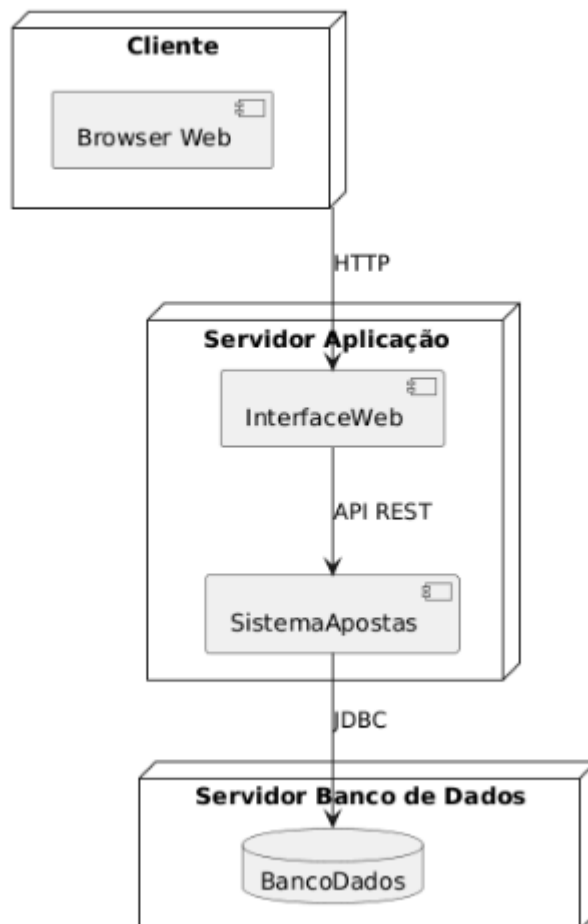 Cliente
Browser Web
HTTP
Servidor Aplicação
InterfaceWeb
API REST
SistemaApostas
JDBC
Servidor Banco de Dados
BancoDados